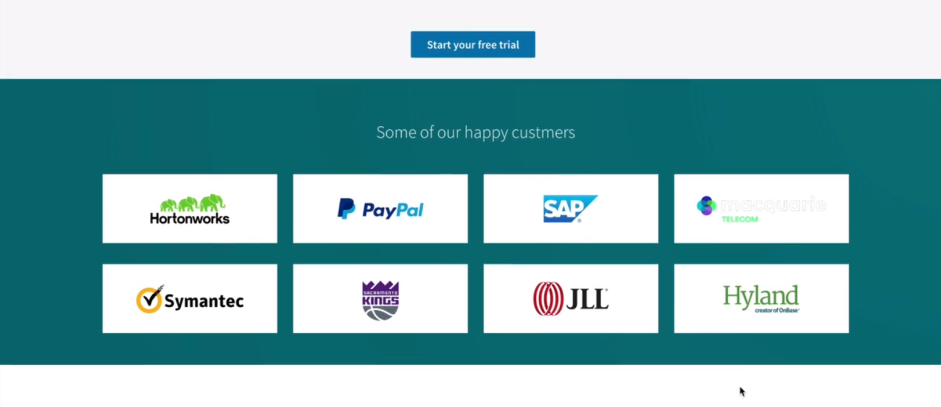 Start your free trial
Some of our happy custmers
Hortonworks
PayPal
SAP
macquarie
TELECOM
Symantec
SACRAMENTO
KINGS
JLL
Hyland
creator of OnBase